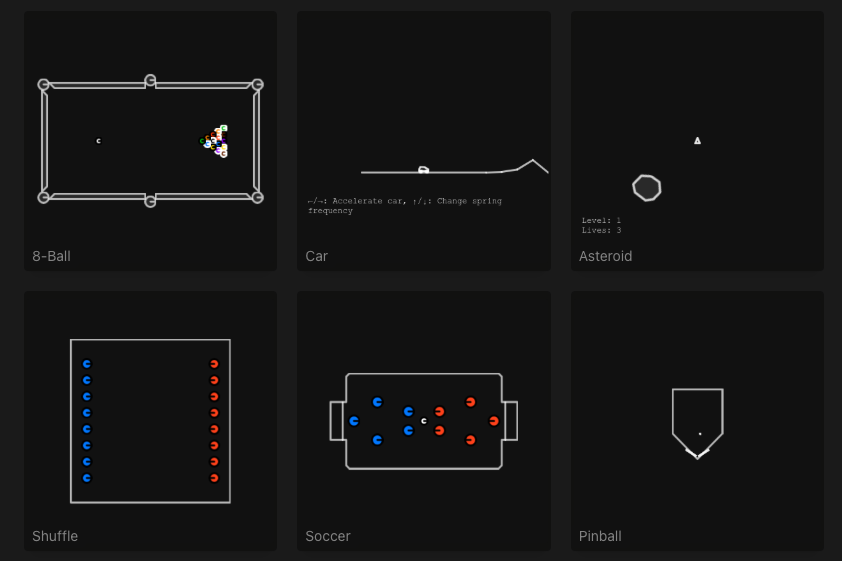 8-Ball
←/→: Accelerate car, ↑/↓: Change spring
frequency
Car
Level: 1
Lives: 3
Asteroid
Shuffle
Soccer
Pinball